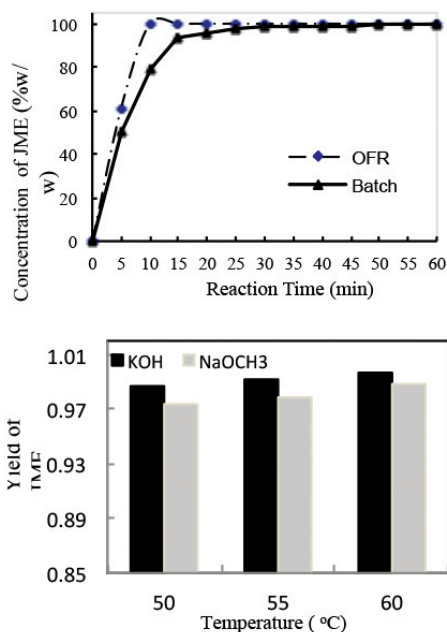 Concentration of JME (%w/
w)
100
80
60
40
20
0
OFR
Batch
0 5 10 15 20 25 30 35 40 45 50 55 60
Reaction Time (min)
Yield of
JME
1.01
0.97
0.93
0.89
0.85
KOH NaOCH3
50 55 60
Temperature ( °C)